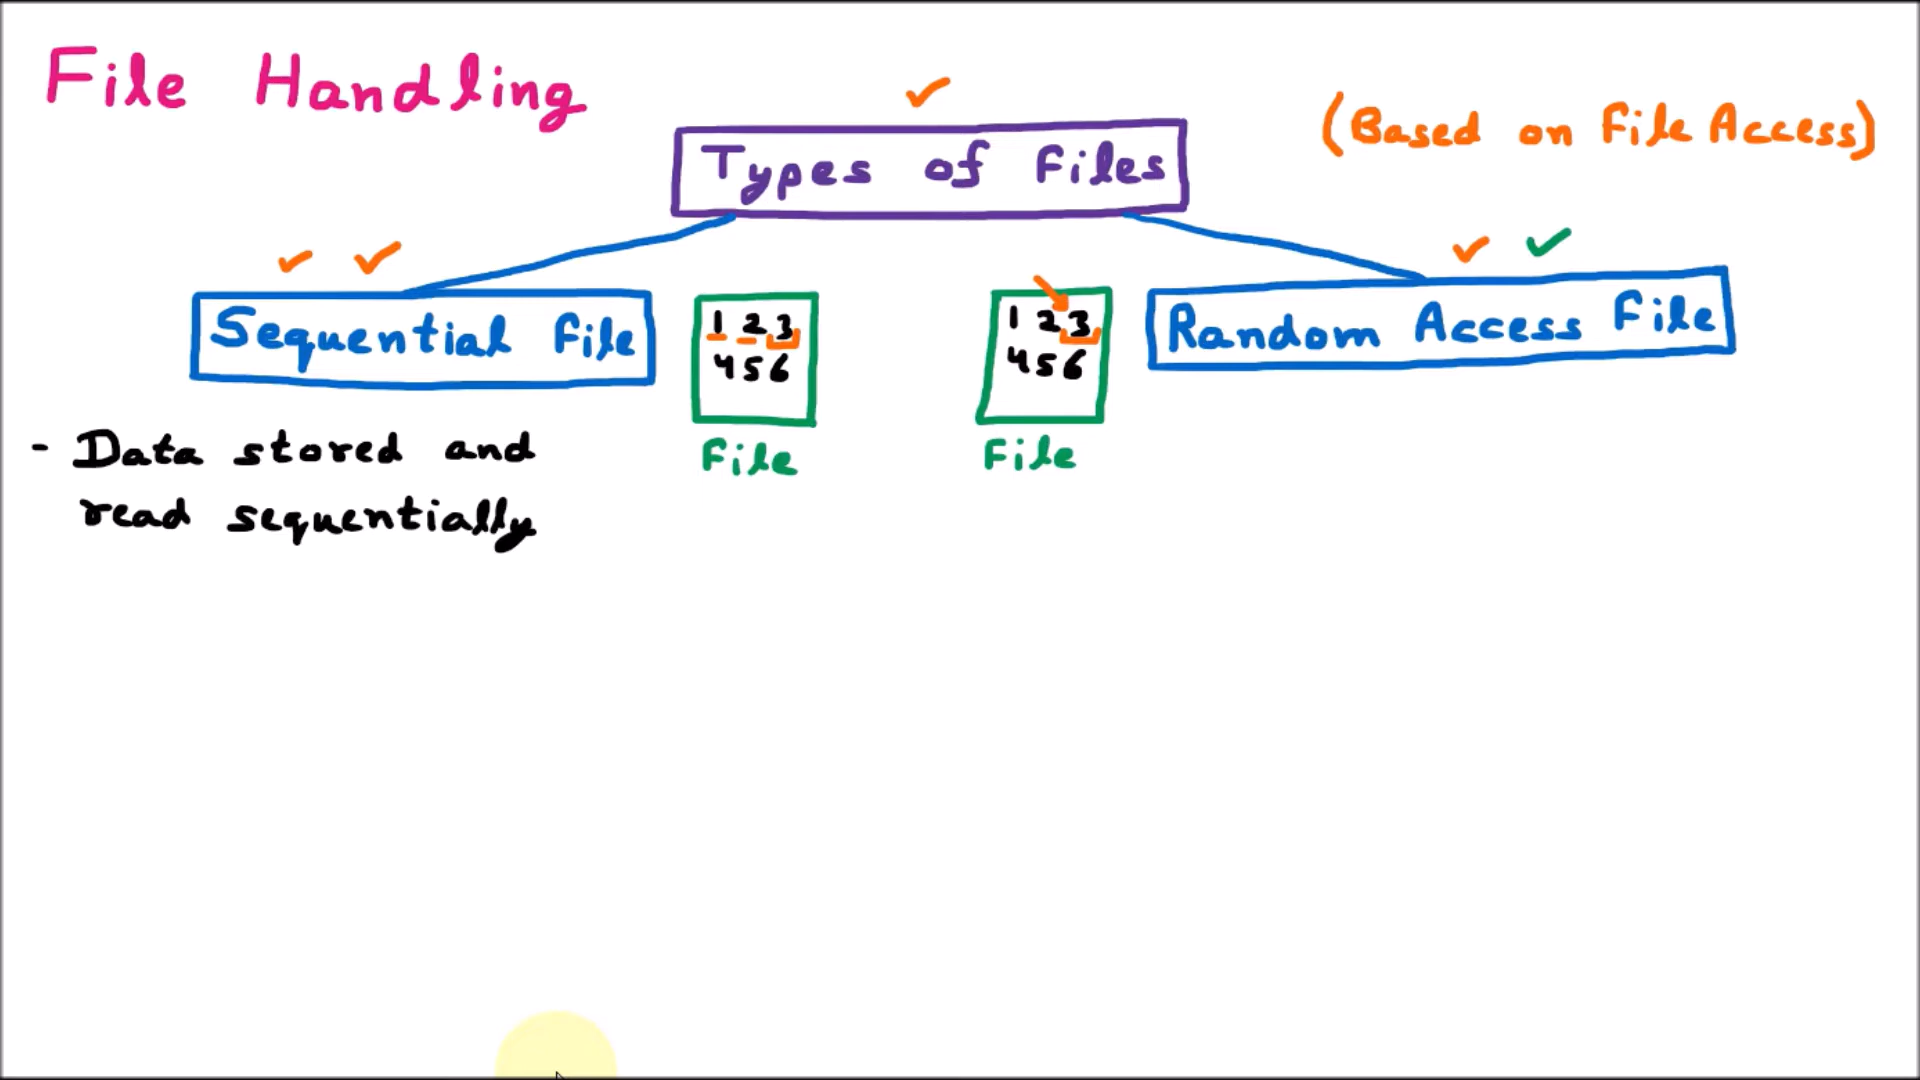 File Handling
(Based on File Access)
Types of Files
Sequential File
1 2 3
4 5 6
File
1 2 3
4 5 6
File
Random Access File
- Data stored and
read sequentially